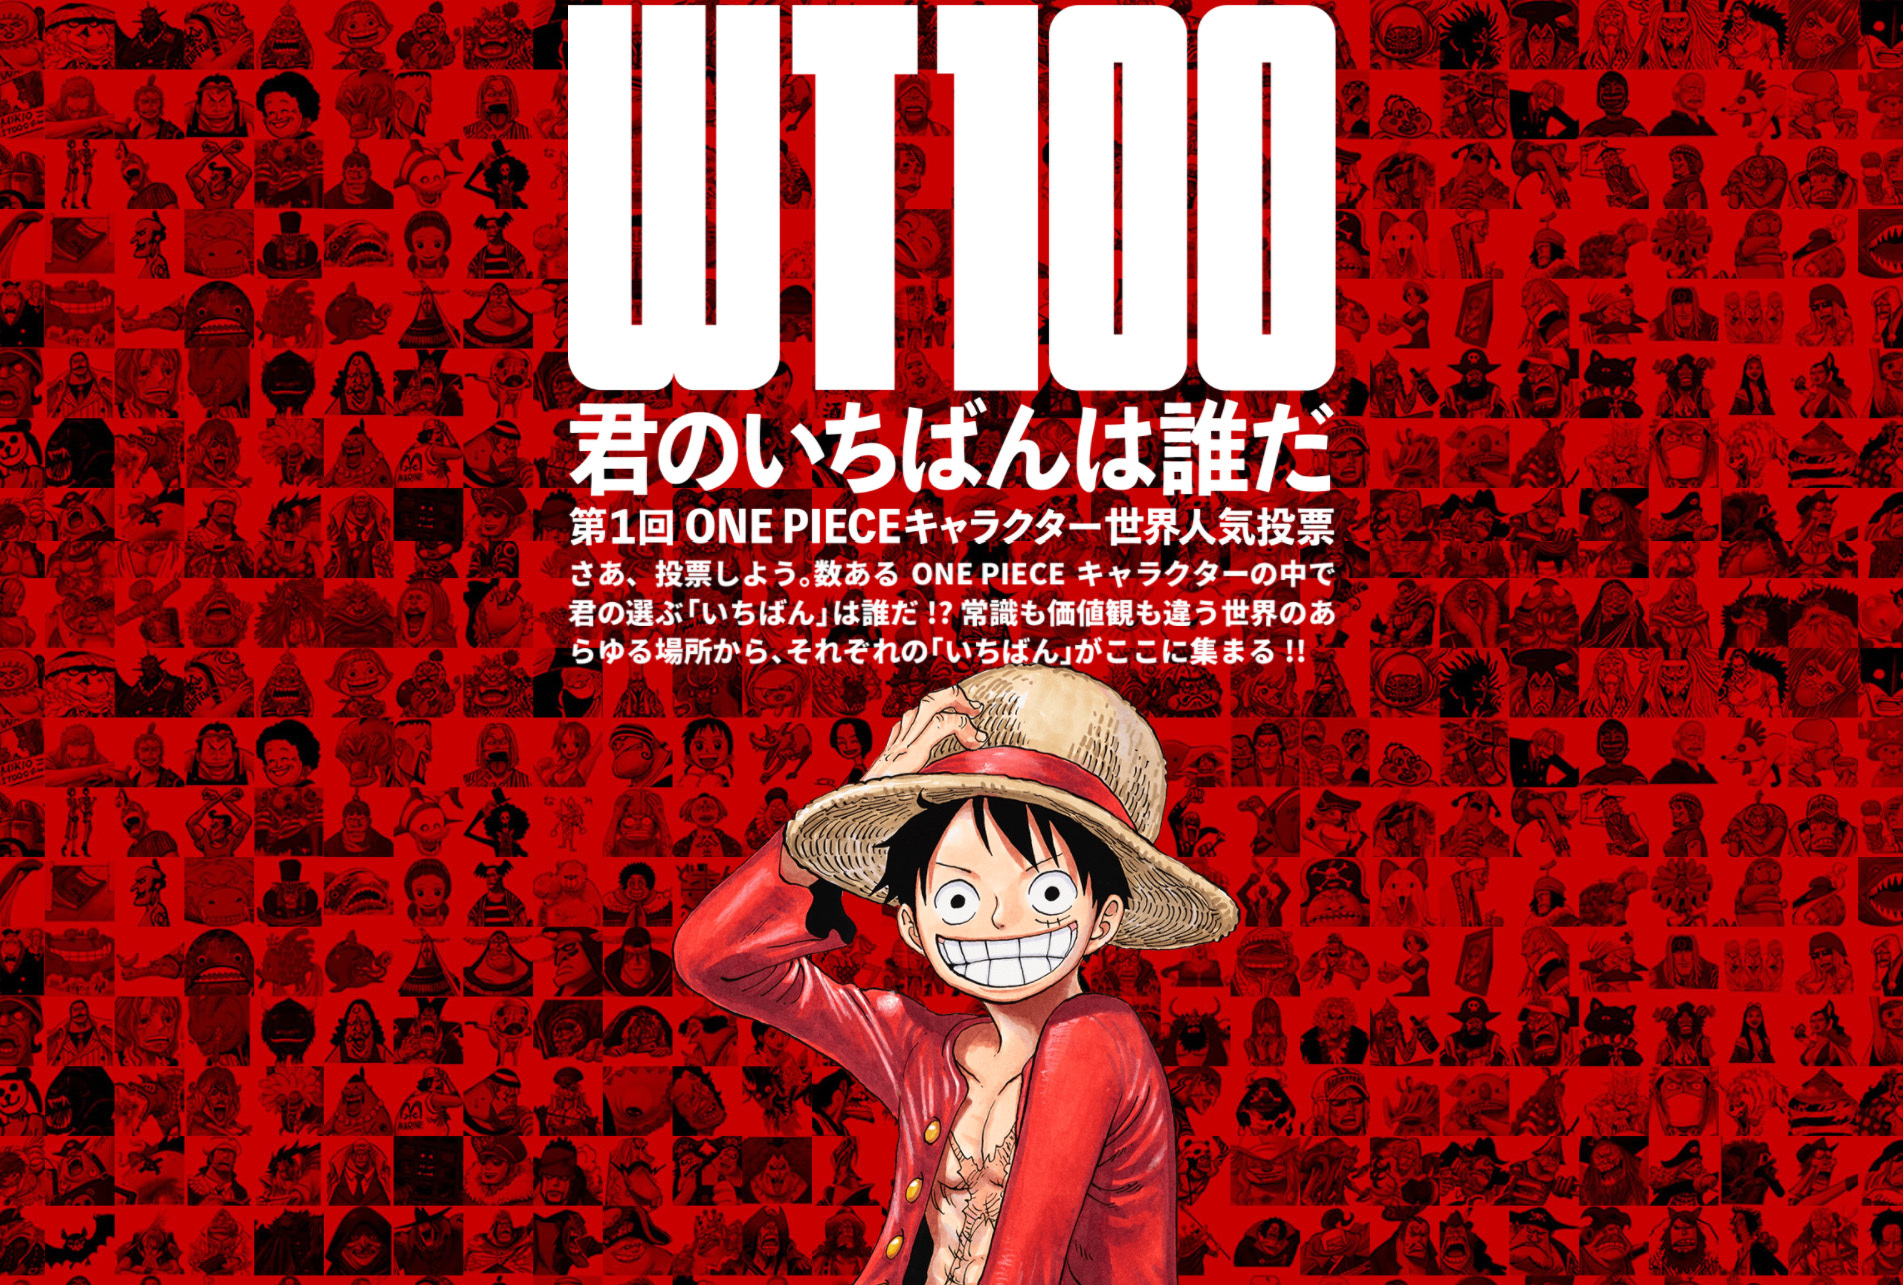 WT100
君のいちばんは誰だ
第1回 ONE PIECEキャラクター世界人気投票
さあ、投票しよう。数ある ONE PIECE キャラクターの中で
君の選ぶ「いちばん」は誰だ!? 常識も価値観も違う世界のあ
らゆる場所から、それぞれの「いちばん」がここに集まる!!